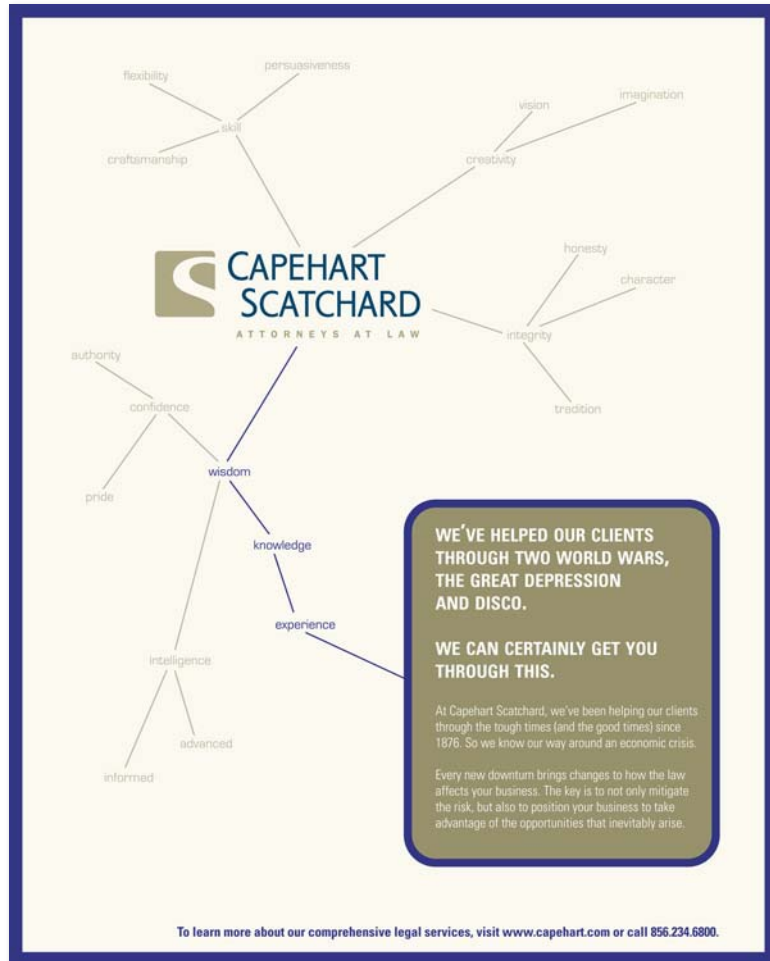 persuasiveness
flexibility
skill
craftamanship
vision
imagination
creativity
CAPEHART
SCATCHARD
ATTORNEYS AT LAW
honesty
character
integrity
tradition
authority
confidence
pride
wisdom
knowledge
experience
intelligence
advanced
informed
WE'VE HELPED OUR CLIENTS
THROUGH TWO WORLD WARS,
THE GREAT DEPRESSION
AND DISCO.
WE CAN CERTAINLY GET YOU
THROUGH THIS.
At Capehart Scatchard, we've been helping our clients
through the tough times (and the good times) since
1876. So we know our way around an economic crisis.
Every new downturn brings changes to how the law
affects your business. The key is to not only mitigate
the risk, but also to position your business to take
advantage of the opportunities that inevitably arise.
To learn more about our comprehensive legal services, visit www.capehart.com or call 856.234.6800.